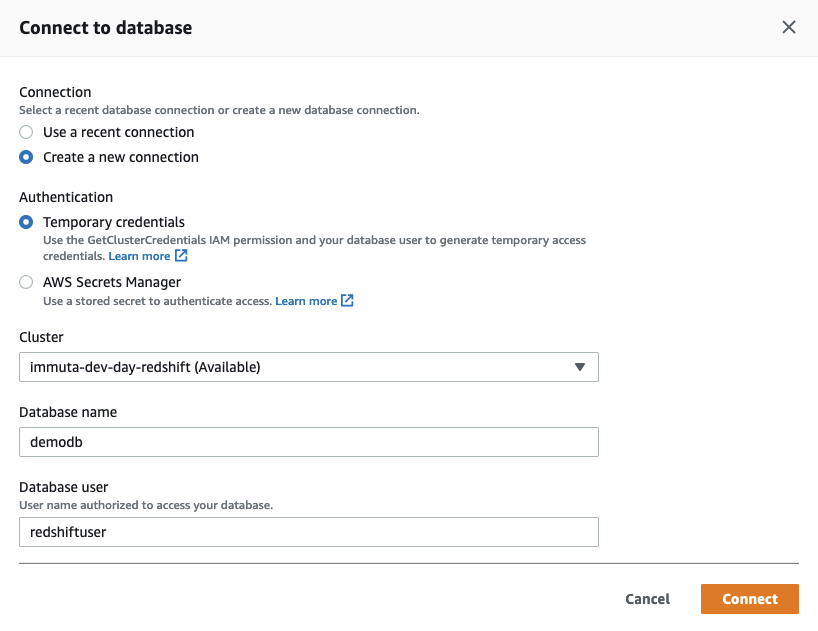 Connect to database
Connection
Select a recent database connection or create a new database connection.
Use a recent connection
Create a new connection
Authentication
Temporary credentials
Use the GetClusterCredentials IAM permission and your database user to generate temporary access
credentials. Learn more
AWS Secrets Manager
Use a stored secret to authenticate access. Learn more
Cluster
immuta-dev-day-redshift (Available)
Database name
demodb
Database user
User name authorized to access your database.
redshiftuser
Cancel Connect